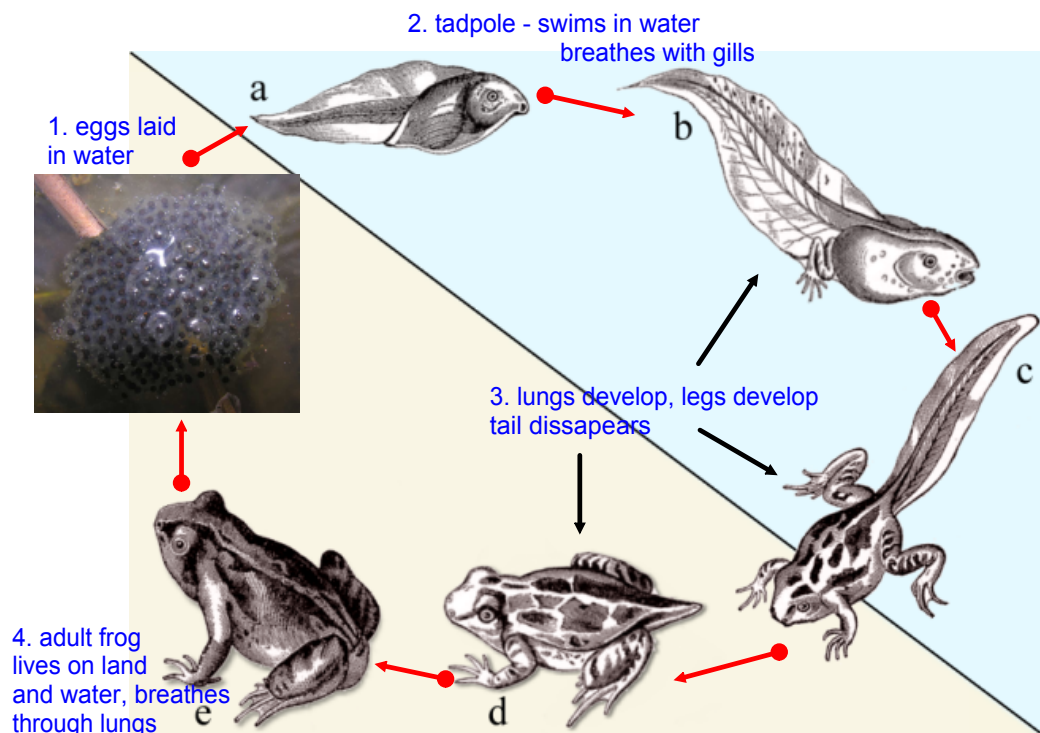 2. tadpole - swims in water
breathes with gills
a
b
1. eggs laid
in water
c
3. lungs develop, legs develop
tail dissapears
4. adult frog
lives on land
and water, breathes
through lungs
e
d